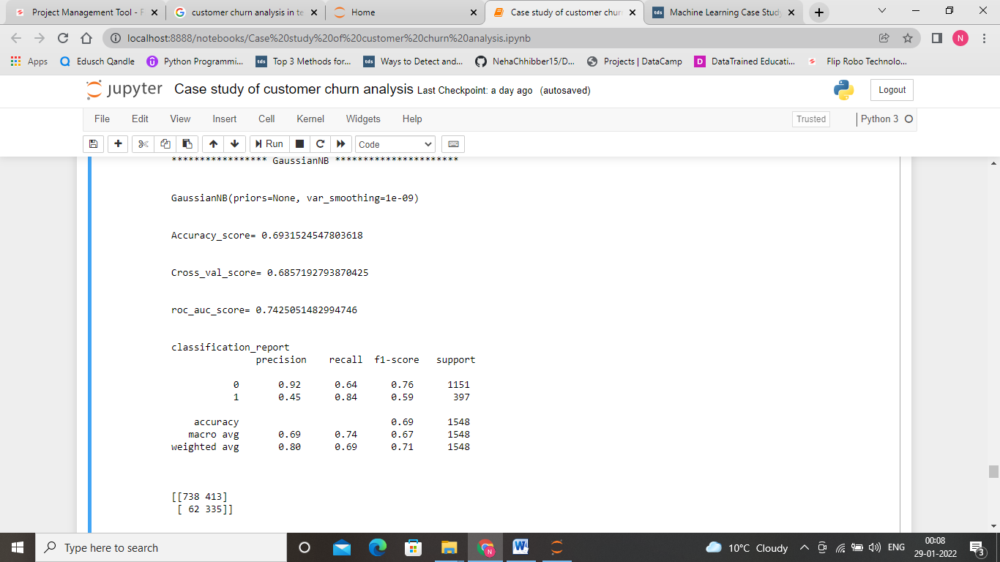 Project Management Tool - F
customer churn analysis in te
Home
Case study of customer churn
tds Machine Learning Case Study
localhost:8888/notebooks/Case%20study%20of%20customer%20churn%20analysis.ipynb
N
Apps
Edusch Qandle
Python Programmi...
tds Top 3 Methods for...
tds Ways to Detect and...
NehaChhibber15/D...
Projects | DataCamp
D DataTrained Educati...
Flip Robo Technolo...
jupyter Case study of customer churn analysis Last Checkpoint: a day ago (autosaved)
Logout
File Edit View Insert Cell Kernel Widgets Help
Trusted
Python 3
Run
Code
***************** GaussianNB **********************
GaussianNB(priors=None, var_smoothing=1e-09)
Accuracy_score= 0.6931524547803618
Cross_val_score= 0.6857192793870425
roc_auc_score= 0.7425051482994746
classification_report
precision recall f1-score support
0 0.92 0.64 0.76 1151
1 0.45 0.84 0.59 397
accuracy 0.69 1548
macro avg 0.69 0.74 0.67 1548
weighted avg 0.80 0.69 0.71 1548
[[738 413]
[ 62 335]]
Type here to search
N
W
10°C Cloudy
ENG
00:08
29-01-2022
3